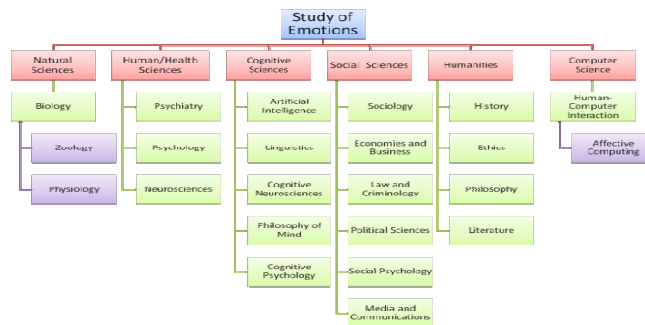 Study of
Emotions
Natural
Sciences
Human/Health
Sciences
Cognitive
Sciences
Social Sciences
Humanities
Computer
Science
Biology
Zoology
Physiology
Psychiatry
Psychology
Neurosciences
Artificial
Intelligence
Linguistics
Cognitive
Neurosciences
Philosophy of
Mind
Cognitive
Psychology
Sociology
Economies and
Business
Law and
Criminology
Political Sciences
Social Psychology
Media and
Communications
History
Ethics
Philosophy
Literature
Human-
Computer
Interaction
Affective
Computing